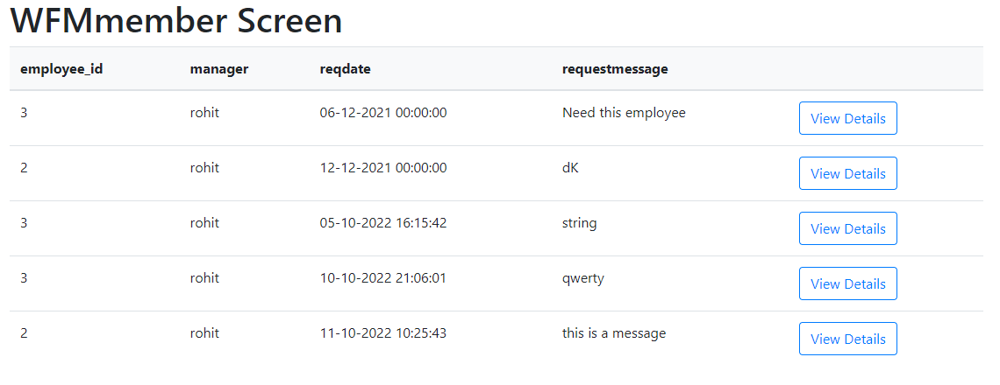 WFMmember Screen
employee_id manager reqdate requestmessage
3 rohit 06-12-2021 00:00:00 Need this employee View Details
2 rohit 12-12-2021 00:00:00 dK View Details
3 rohit 05-10-2022 16:15:42 string View Details
3 rohit 10-10-2022 21:06:01 qwerty View Details
2 rohit 11-10-2022 10:25:43 this is a message View Details